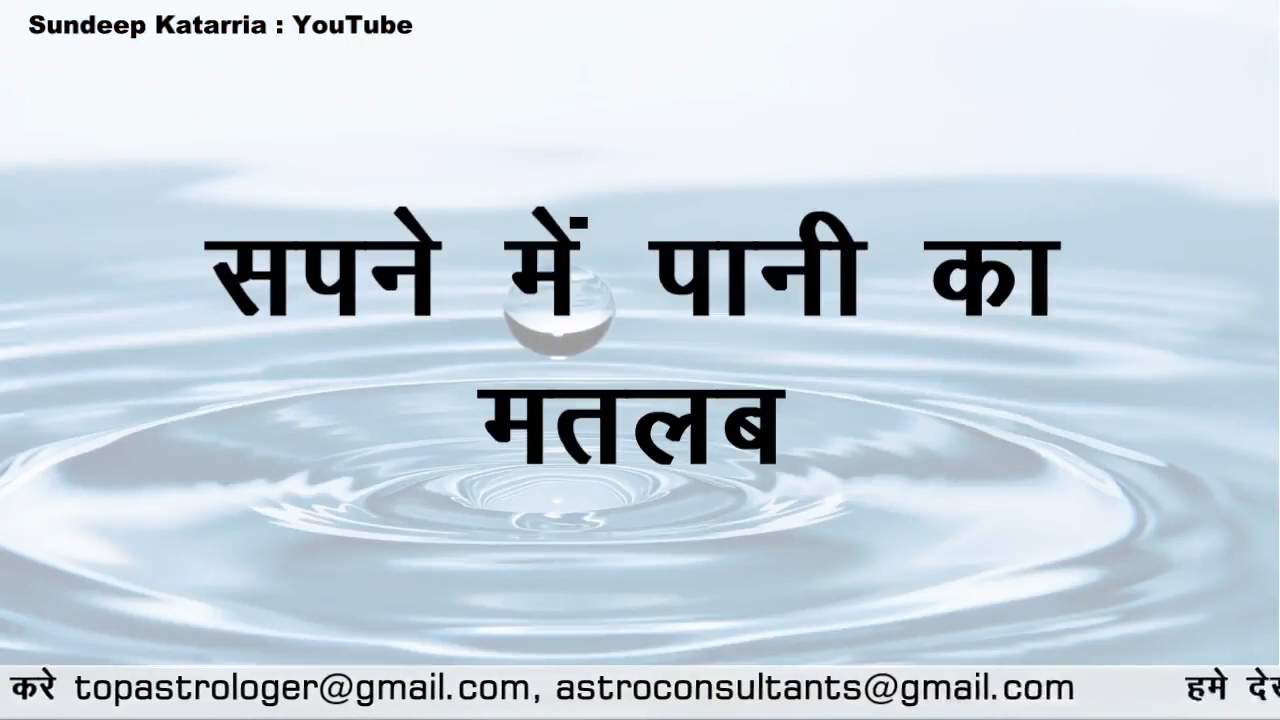 Sundeep Katarria : YouTube
सपने में पानी का
मतलब
करे topastrologer@gmail.com, astroconsultants@gmail.com हमे